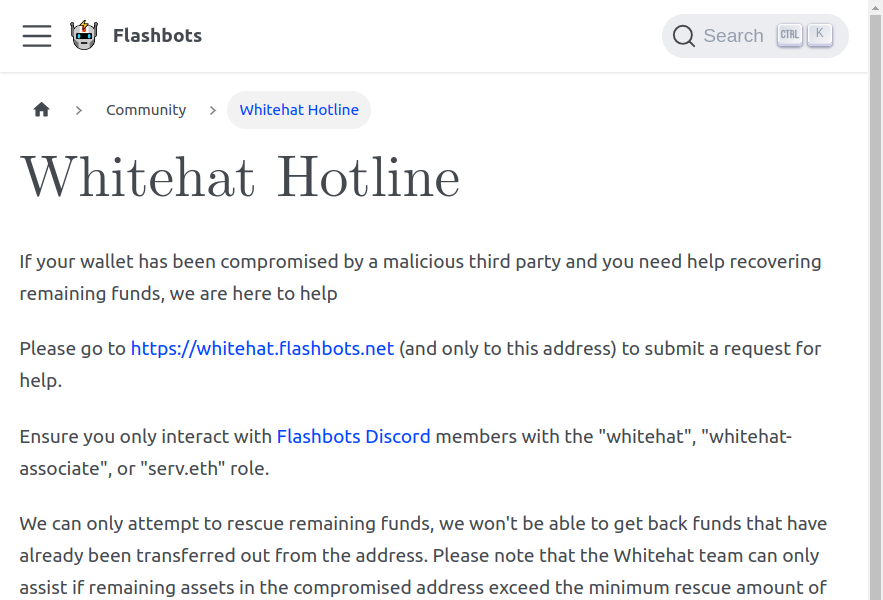 Flashbots
Search CTRL K
Community
Whitehat Hotline
Whitehat Hotline
If your wallet has been compromised by a malicious third party and you need help recovering
remaining funds, we are here to help
Please go to https://whitehat.flashbots.net (and only to this address) to submit a request for
help.
Ensure you only interact with Flashbots Discord members with the "whitehat", "whitehat-
associate", or "serv.eth" role.
We can only attempt to rescue remaining funds, we won't be able to get back funds that have
already been transferred out from the address. Please note that the Whitehat team can only
assist if remaining assets in the compromised address exceed the minimum rescue amount of